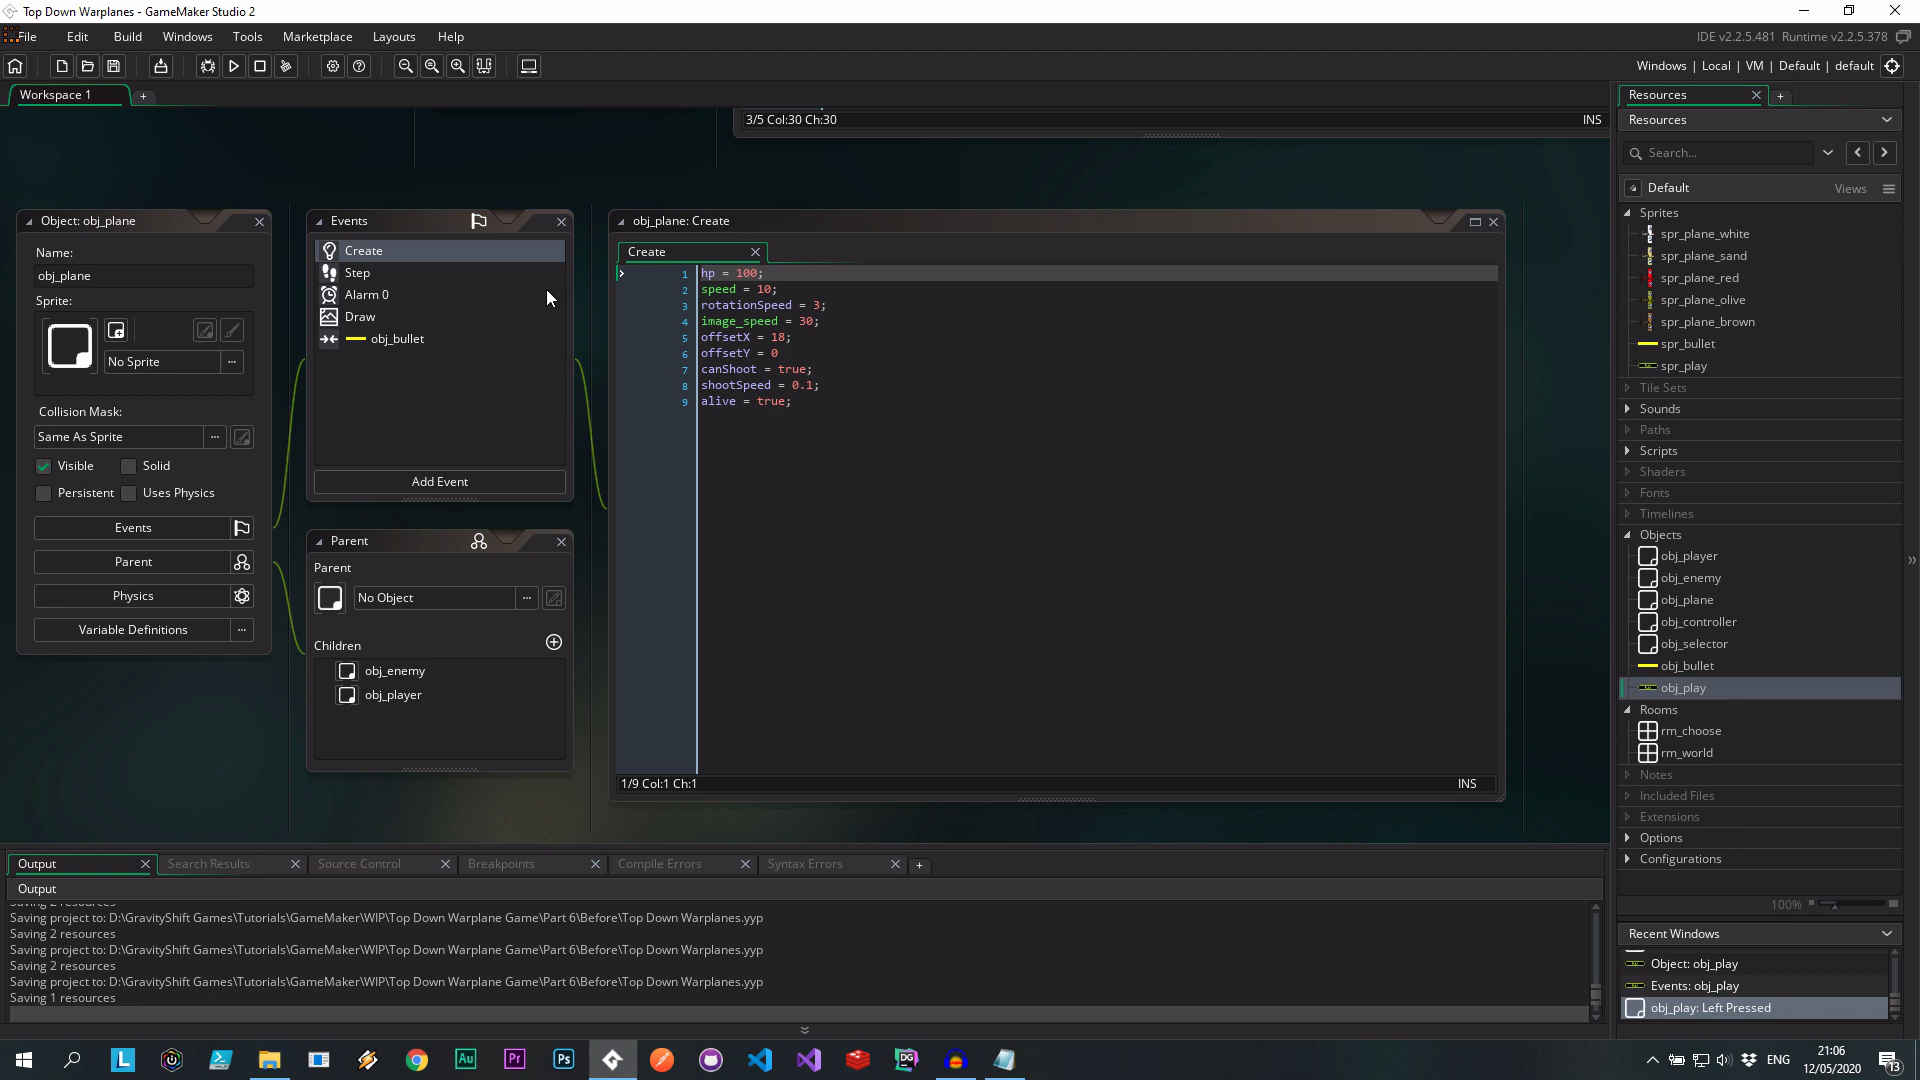 Top Down Warplanes - GameMaker Studio 2
File Edit Build Windows Tools Marketplace Layouts Help
IDE v2.2.5.481 Runtime v2.2.5.378
Windows | Local | VM | Default | default
Workspace 1
3/5 Col:30 Ch:30 INS
Object: obj_plane
Name:
obj_plane
Sprite:
No Sprite
Collision Mask:
Same As Sprite
Visible Solid
Persistent Uses Physics
Events
Parent
Physics
Variable Definitions
Events
Create
Step
Alarm 0
Draw
obj_bullet
Add Event
Parent
Parent
No Object
Children
obj_enemy
obj_player
obj_plane: Create
Create
1 hp = 100;
2 speed = 10;
3 rotationSpeed = 3;
4 image_speed = 30;
5 offsetX = 18;
6 offsetY = 0
7 canShoot = true;
8 shootSpeed = 0.1;
9 alive = true;
1/9 Col:1 Ch:1 INS
Resources
Resources
Search...
Default Views
Sprites
spr_plane_white
spr_plane_sand
spr_plane_red
spr_plane_olive
spr_plane_brown
spr_bullet
spr_play
Tile Sets
Sounds
Paths
Scripts
Shaders
Fonts
Timelines
Objects
obj_player
obj_enemy
obj_plane
obj_controller
obj_selector
obj_bullet
obj_play
Rooms
rm_choose
rm_world
Notes
Included Files
Extensions
Options
Configurations
100%
Recent Windows
Object: obj_play
Events: obj_play
obj_play: Left Pressed
Output Search Results Source Control Breakpoints Compile Errors Syntax Errors
Output
Saving 2 resources
Saving project to: D:\GravityShift Games\Tutorials\GameMaker\WIP\Top Down Warplane Game\Part 6\Before\Top Down Warplanes.yyp
Saving 2 resources
Saving project to: D:\GravityShift Games\Tutorials\GameMaker\WIP\Top Down Warplane Game\Part 6\Before\Top Down Warplanes.yyp
Saving 2 resources
Saving project to: D:\GravityShift Games\Tutorials\GameMaker\WIP\Top Down Warplane Game\Part 6\Before\Top Down Warplanes.yyp
Saving 1 resources
L Au Pr Ps DG
ENG
21:06
12/05/2020
13